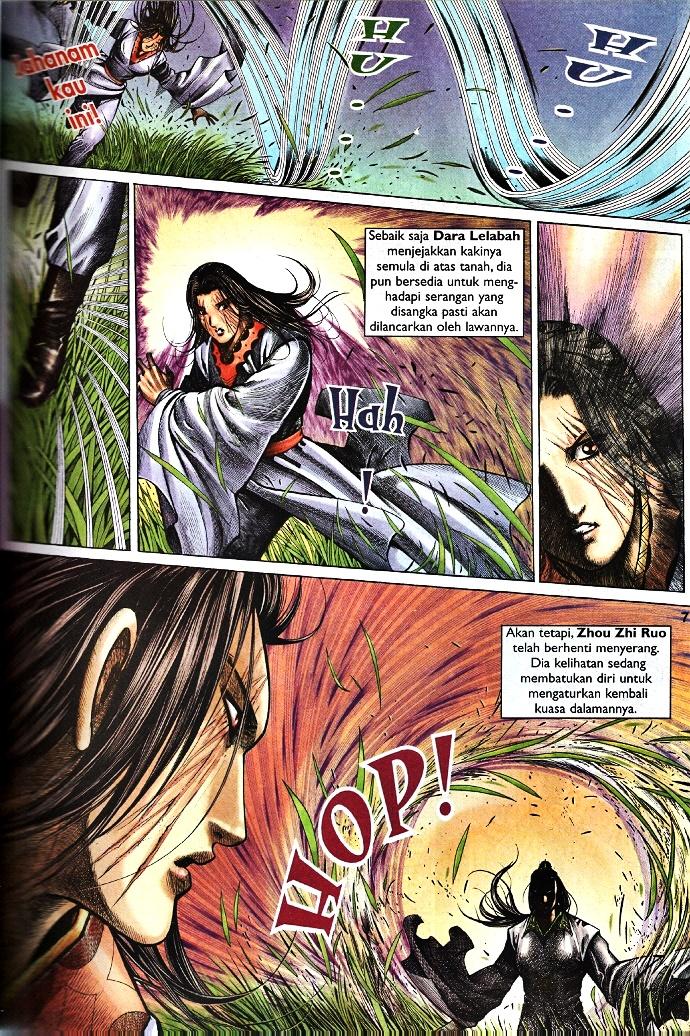 Jahanam
kau
ini!
HU...
HU...
Sebaik saja Dara Lelabah
menjejakkan kakinya
semula di atas tanah, dia
pun bersedia untuk meng-
hadapi serangan yang
disangka pasti akan
dilancarkan oleh lawannya.
Hah
!
7
Akan tetapi, Zhou Zhi Ruo
telah berhenti menyerang.
Dia kelihatan sedang
membatukan diri untuk
mengaturkan kembali
kuasa dalamannya.
HOP!